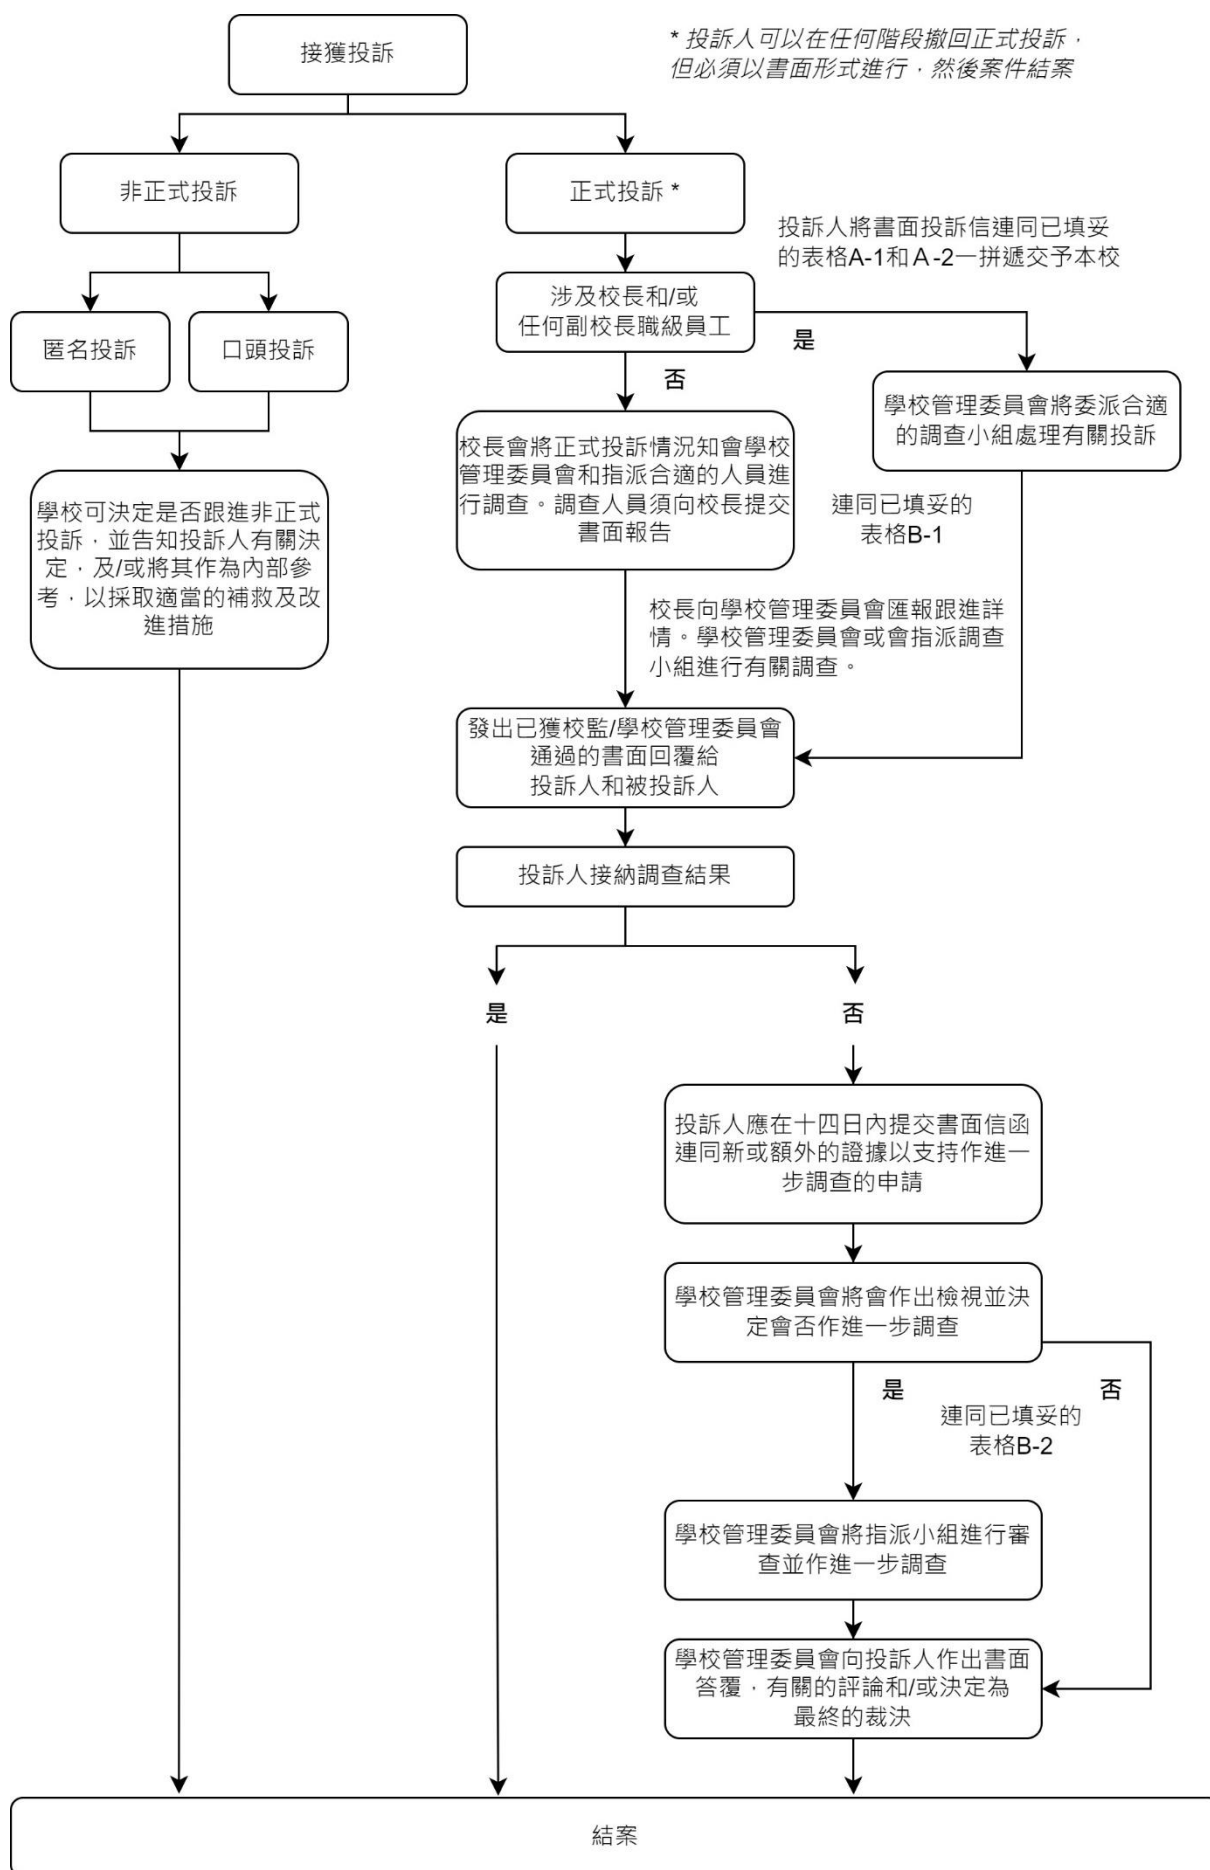 接獲投訴
* 投訴人可以在任何階段撤回正式投訴，
但必須以書面形式進行，然後案件結案
非正式投訴
正式投訴 *
投訴人將書面投訴信連同已填妥
的表格A-1和Ａ-2一拼遞交予本校
匿名投訴
口頭投訴
涉及校長和/或
任何副校長職級員工
是
否
學校管理委員會將委派合適
的調查小組處理有關投訴
校長會將正式投訴情況知會學校
管理委員會和指派合適的人員進
行調查。調查人員須向校長提交
書面報告
連同已填妥的
表格B-1
學校可決定是否跟進非正式
投訴，並告知投訴人有關決
定，及/或將其作為內部參
考，以採取適當的補救及改
進措施
校長向學校管理委員會匯報跟進詳
情。學校管理委員會或會指派調查
小組進行有關調查。
發出已獲校監/學校管理委員會
通過的書面回覆給
投訴人和被投訴人
投訴人接納調查結果
是
否
投訴人應在十四日內提交書面信函
連同新或額外的證據以支持作進一
步調查的申請
學校管理委員會將會作出檢視並決
定會否作進一步調查
是
否
連同已填妥的
表格B-2
學校管理委員會將指派小組進行審
查並作進一步調查
學校管理委員會向投訴人作出書面
答覆，有關的評論和/或決定為
最終的裁決
結案